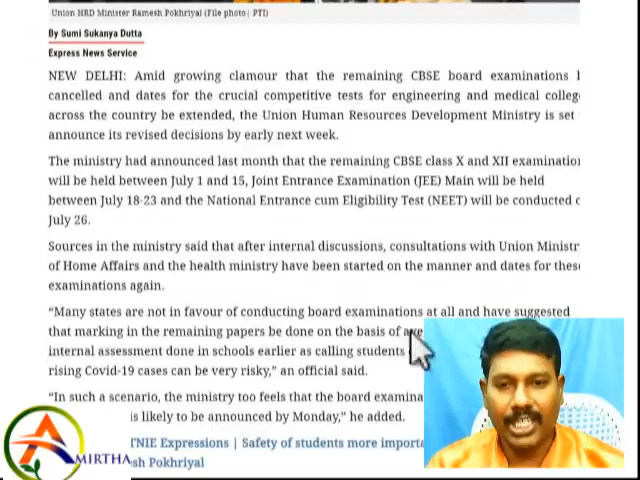 Union HRD Minister Ramesh Pokhriyal (File photo| PTI)
By Sumi Sukanya Dutta
Express News Service
NEW DELHI: Amid growing clamour that the remaining CBSE board examinations
cancelled and dates for the crucial competitive tests for engineering and medical colleg
across the country be extended, the Union Human Resources Development Ministry is set
announce its revised decisions by early next week.
The ministry had announced last month that the remaining CBSE class X and XII examination
will be held between July 1 and 15, Joint Entrance Examination (JEE) Main will be held
between July 18-23 and the National Entrance cum Eligibility Test (NEET) will be conducted
July 26.
Sources in the ministry said that after internal discussions, consultations with Union Ministr
of Home Affairs and the health ministry have been started on the manner and dates for these
examinations again.
“Many states are not in favour of conducting board examinations at all and have suggested
that marking in the remaining papers be done on the basis of
internal assessment done in schools earlier as calling students
rising Covid-19 cases can be very risky,” an official said.
“In such a scenario, the ministry too feels that the board examina
is likely to be announced by Monday,” he added.
TNIE Expressions | Safety of students more importa
sh Pokhriyal
AMIRTHA